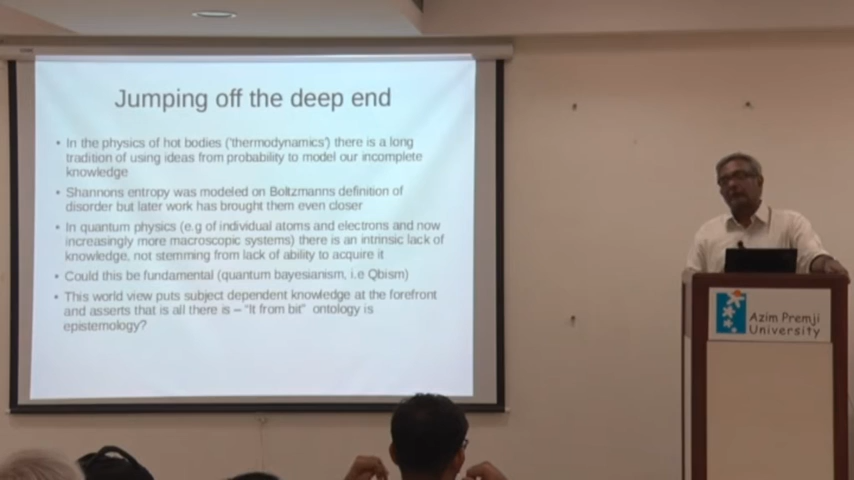 Jumping off the deep end
• In the physics of hot bodies ('thermodynamics') there is a long
tradition of using ideas from probability to model our incomplete
knowledge
• Shannons entropy was modeled on Boltzmanns definition of
disorder but later work has brought them even closer
• In quantum physics (e.g of individual atoms and electrons and now
increasingly more macroscopic systems) there is an intrinsic lack of
knowledge, not stemming from lack of ability to acquire it
• Could this be fundamental (quantum bayesianism, i.e Qbism)
• This world view puts subject dependent knowledge at the forefront
and asserts that is all there is – "It from bit" ontology is
epistemology?
Azim Premji
University